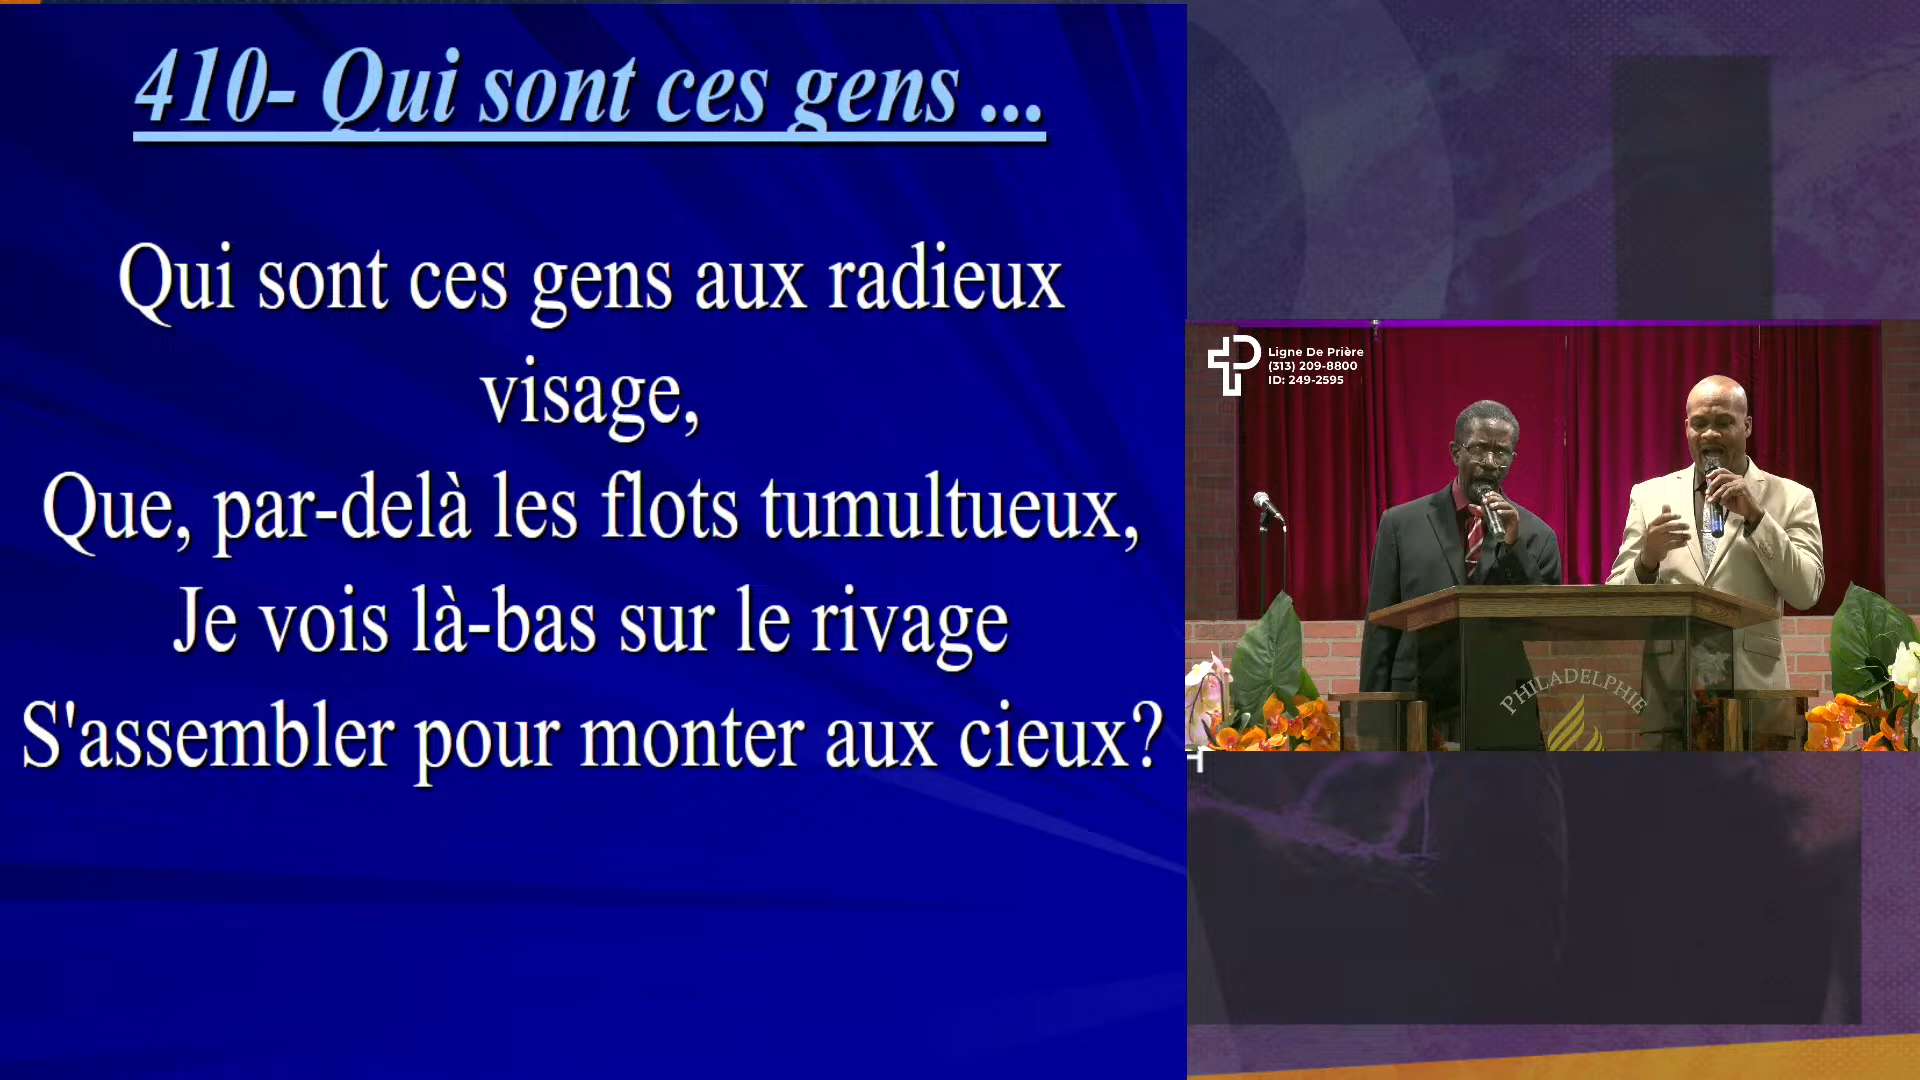 410- Qui sont ces gens ...
Qui sont ces gens aux radieux
visage,
Que, par-delà les flots tumultueux,
Je vois là-bas sur le rivage
S'assembler pour monter aux cieux?
Ligne De Prière
(313) 209-8800
ID: 249-2595
PHILADELPHIE
H